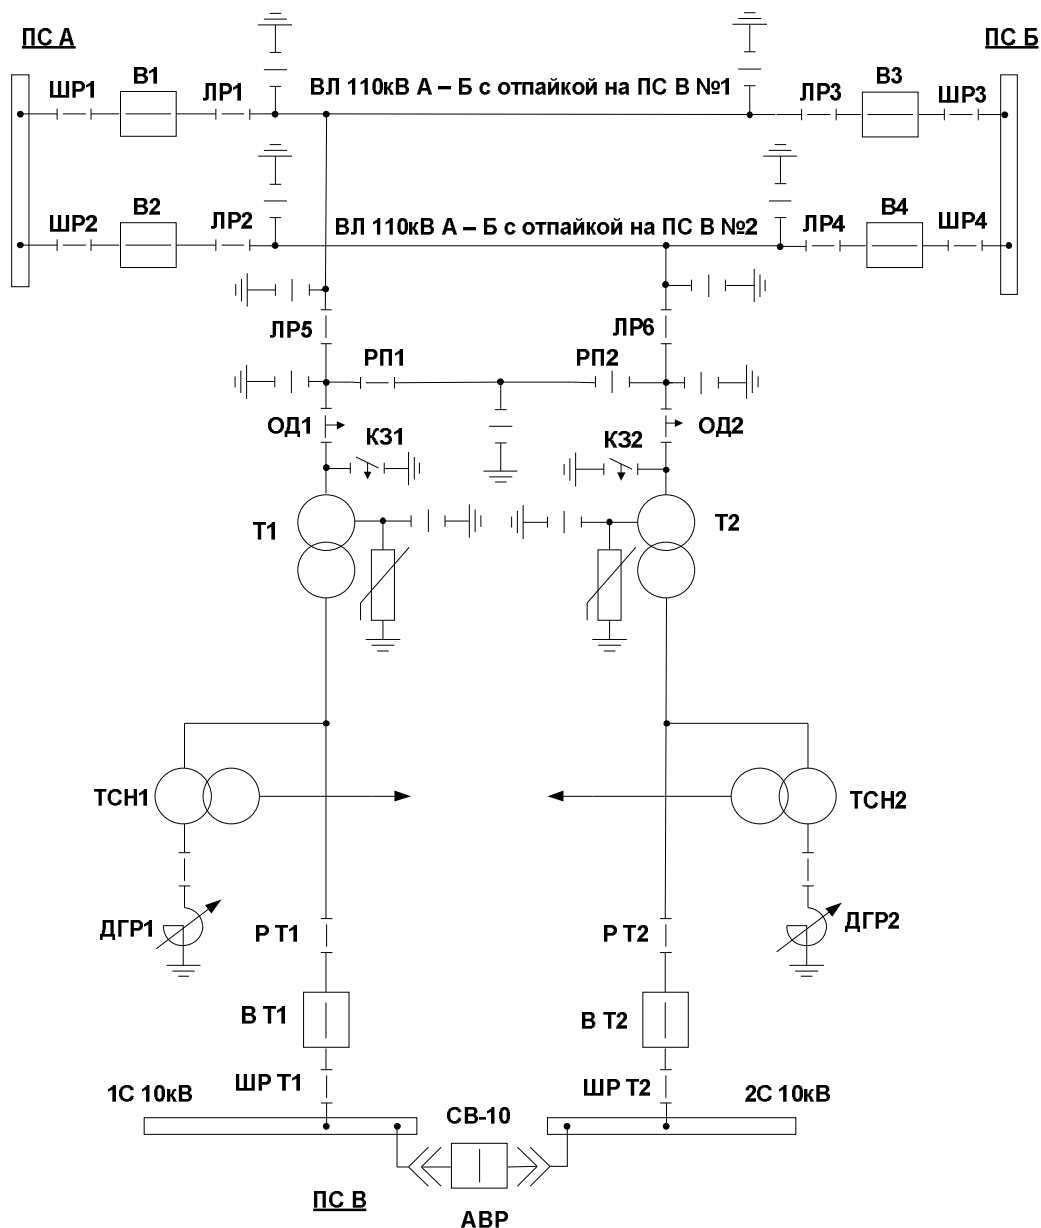 ПС А
ПС Б
ШР1
В1
ЛР1
ВЛ 110кВ А – Б с отпайкой на ПС В №1
ЛР3
В3
ШР3
ШР2
В2
ЛР2
ВЛ 110кВ А – Б с отпайкой на ПС В №2
ЛР4
В4
ШР4
ЛР5
ЛР6
РП1
РП2
ОД1
КЗ1
КЗ2
ОД2
Т1
Т2
ТСН1
ТСН2
ДГР1
ДГР2
Р Т1
Р Т2
В Т1
В Т2
ШР Т1
ШР Т2
1С 10кВ
2С 10кВ
СВ-10
ПС В
АВР